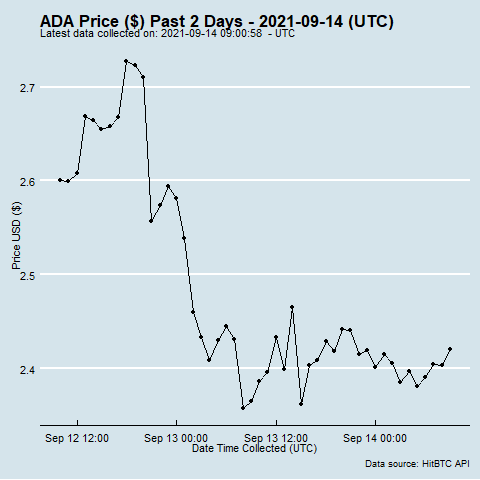 ADA Price ($) Past 2 Days - 2021-09-14 (UTC)
Latest data collected on: 2021-09-14 09:00:58  - UTC
2.7
2.6
2.5
2.4
Price USD ($)
Sep 12 12:00
Sep 13 00:00
Sep 13 12:00
Sep 14 00:00
Date Time Collected (UTC)
Data source: HitBTC API